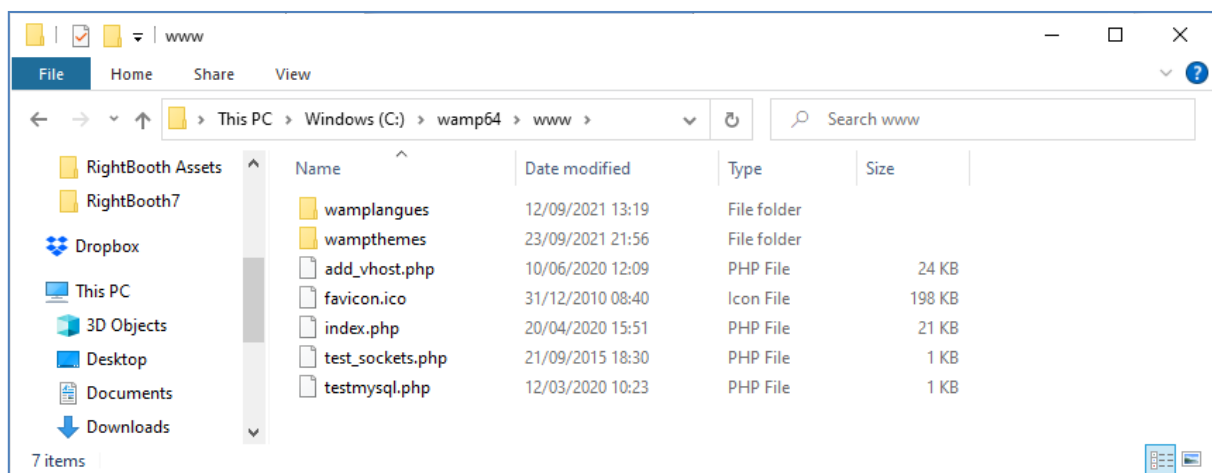 www
File Home Share View
This PC > Windows (C:) > wamp64 > www >
Search www
Name Date modified Type Size
RightBooth Assets
RightBooth7
Dropbox
This PC
3D Objects
Desktop
Documents
Downloads
wamplangues 12/09/2021 13:19 File folder
wampthemes 23/09/2021 21:56 File folder
add_vhost.php 10/06/2020 12:09 PHP File 24 KB
favicon.ico 31/12/2010 08:40 Icon File 198 KB
index.php 20/04/2020 15:51 PHP File 21 KB
test_sockets.php 21/09/2015 18:30 PHP File 1 KB
testmysql.php 12/03/2020 10:23 PHP File 1 KB
7 items